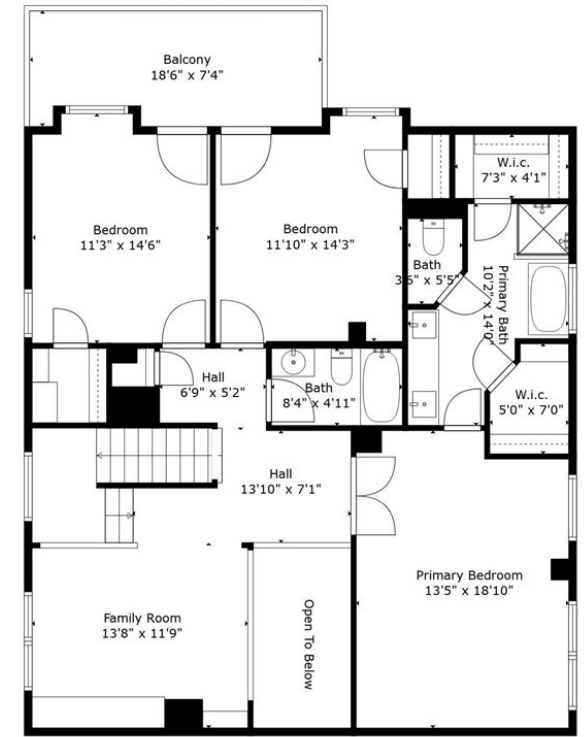 Balcony
18'6" x 7'4"
W.i.c.
7'3" x 4'1"
Bedroom
11'3" x 14'6"
Bedroom
11'10" x 14'3"
Bath
3'6" x 5'5"
Primary Bath
10'2" x 14'0"
Hall
6'9" x 5'2"
Bath
8'4" x 4'11"
W.i.c.
5'0" x 7'0"
Hall
13'10" x 7'1"
Primary Bedroom
13'5" x 18'10"
Family Room
13'8" x 11'9"
Open To Below